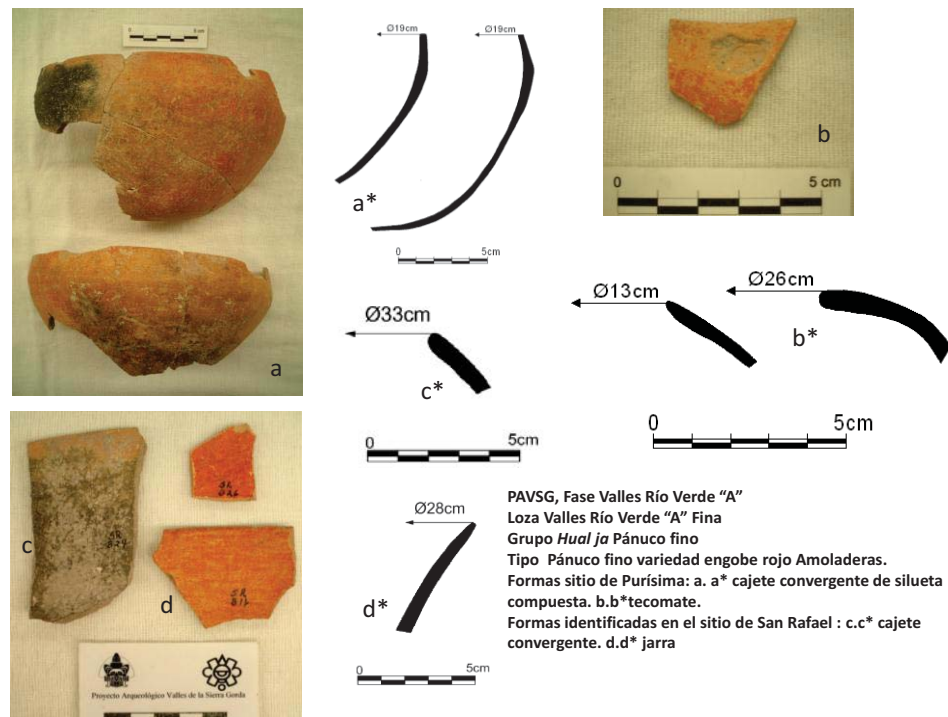 5cm
a
Ø19cm
Ø19cm
a*
0 5cm
b
0 5 cm
Ø33cm
c*
0 5cm
Ø13cm
Ø26cm
b*
0 5cm
c
d
Proyecto Arqueológico Valles de la Sierra Gorda
Ø28cm
d*
0 5cm
PAVSG, Fase Valles Río Verde “A”
Loza Valles Río Verde “A” Fina
Grupo Hual ja Pánuco fino
Tipo Pánuco fino variedad engobe rojo Amoladeras.
Formas sitio de Purísima: a. a* cajete convergente de silueta
compuesta. b.b*tecomate.
Formas identificadas en el sitio de San Rafael : c.c* cajete
convergente. d.d* jarra